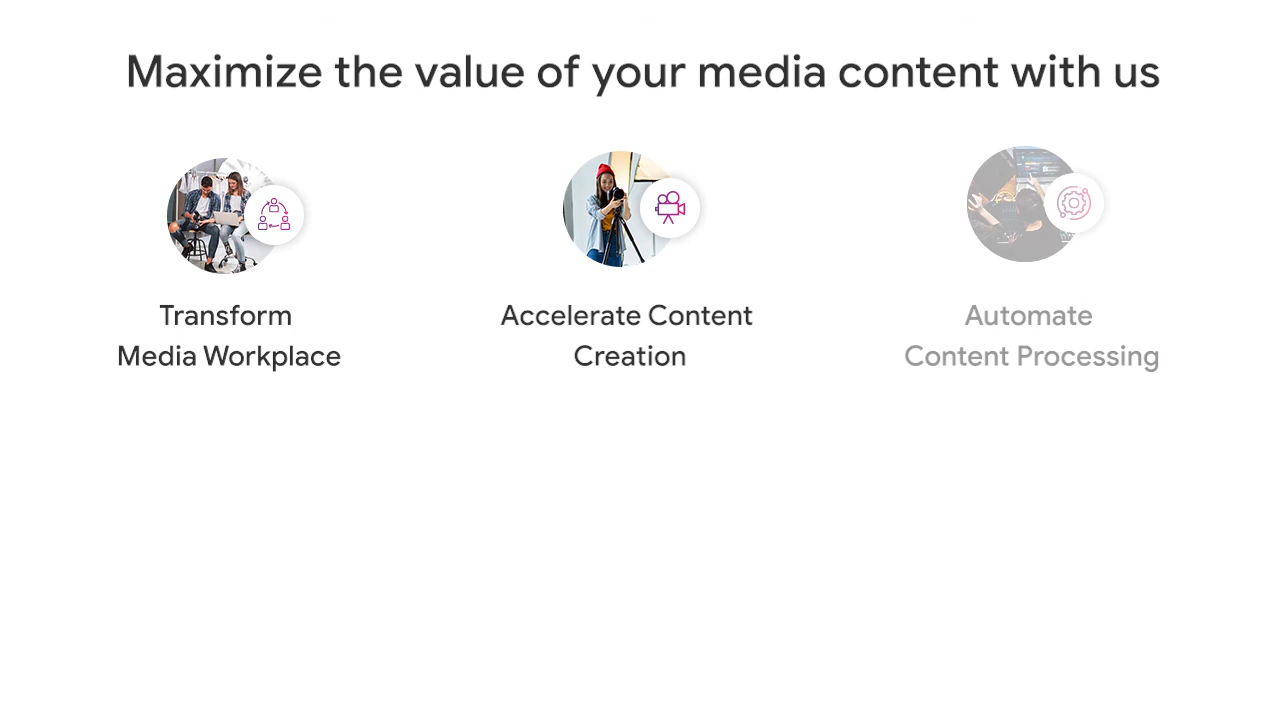 Maximize the value of your media content with us
Transform
Media Workplace
Accelerate Content
Creation
Automate
Content Processing